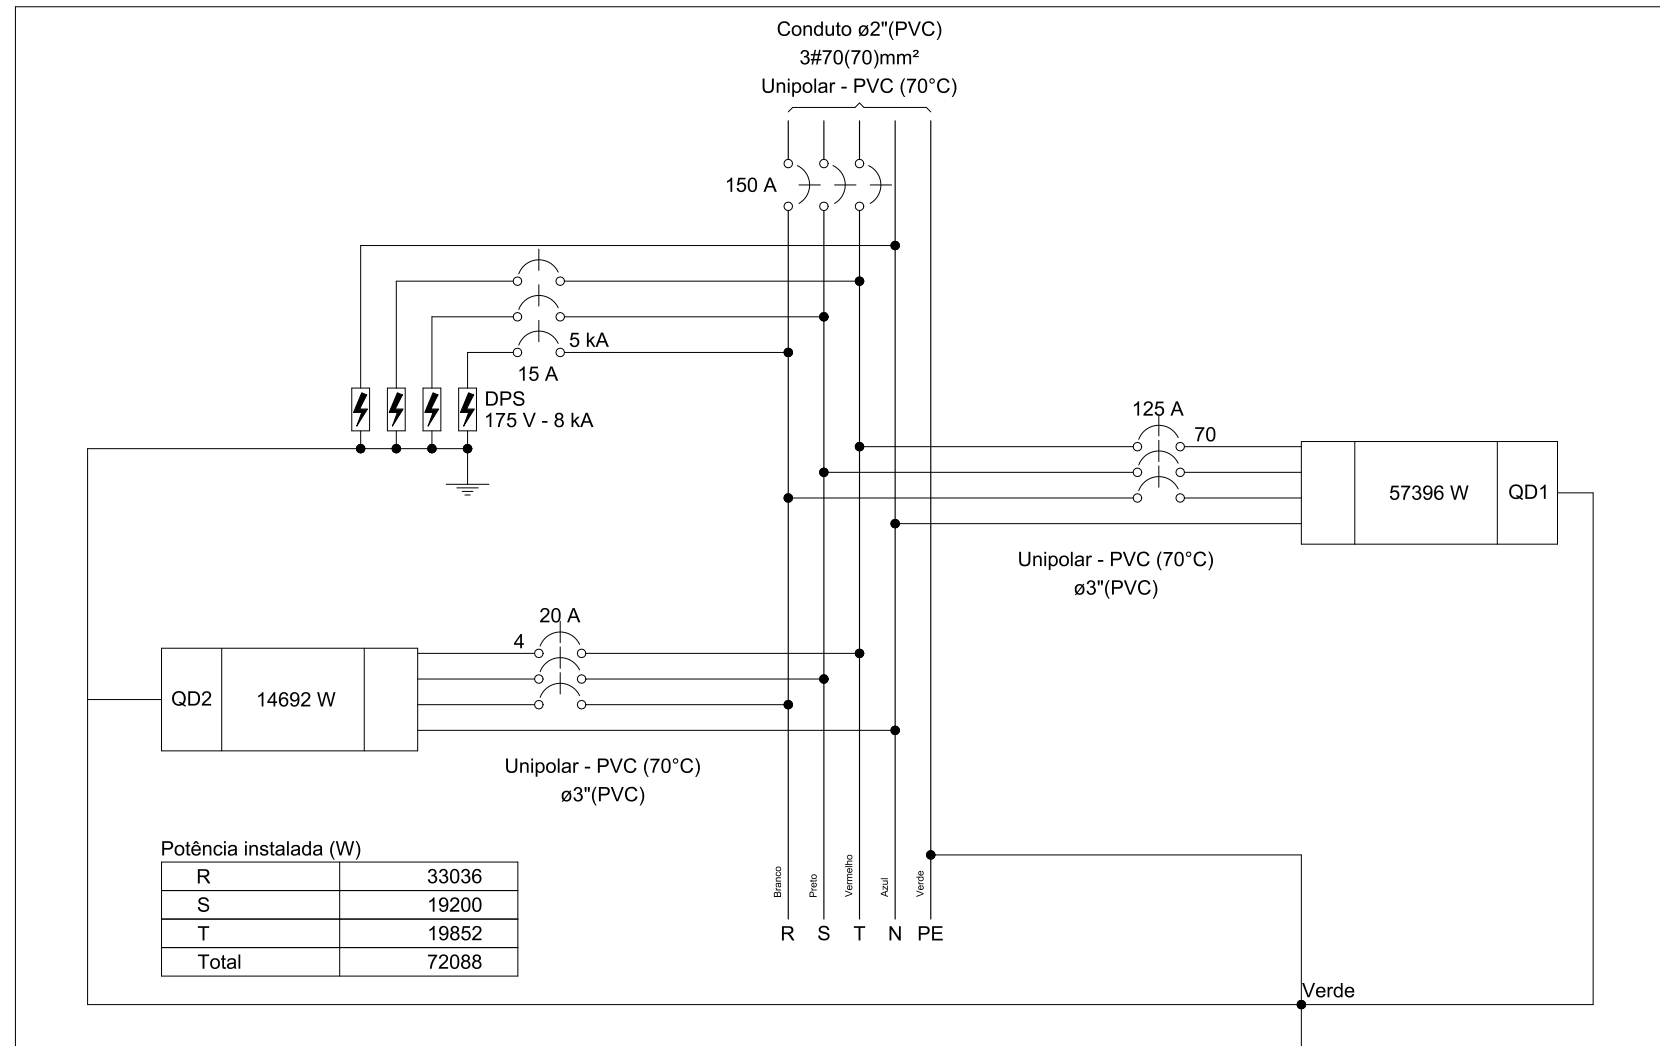 Conduto ø2"(PVC)
3#70(70)mm²
Unipolar - PVC (70°C)
150 A
5 kA
15 A
DPS
175 V - 8 kA
125 A
70
57396 W
QD1
Unipolar - PVC (70°C)
ø3"(PVC)
20 A
4
QD2
14692 W
Unipolar - PVC (70°C)
ø3"(PVC)
Potência instalada (W)
R 33036
S 19200
T 19852
Total 72088
Branco
Preto
Vermelho
Azul
Verde
R S T N PE
Verde